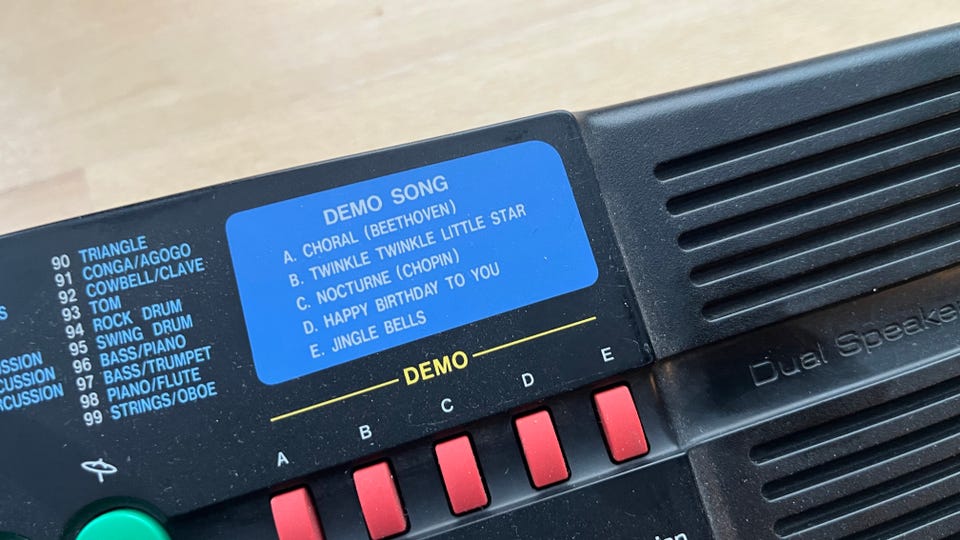 DEMO SONG
A. CHORAL (BEETHOVEN)
B. TWINKLE TWINKLE LITTLE STAR
C. NOCTURNE (CHOPIN)
D. HAPPY BIRTHDAY TO YOU
E. JINGLE BELLS
90 TRIANGLE
91 CONGA/AGOGO
92 COWBELL/CLAVE
93 TOM
94 ROCK DRUM
95 SWING DRUM
96 BASS/PIANO
97 BASS/TRUMPET
98 PIANO/FLUTE
99 STRINGS/OBOE
DEMO
A B C D E
Dual Speaker